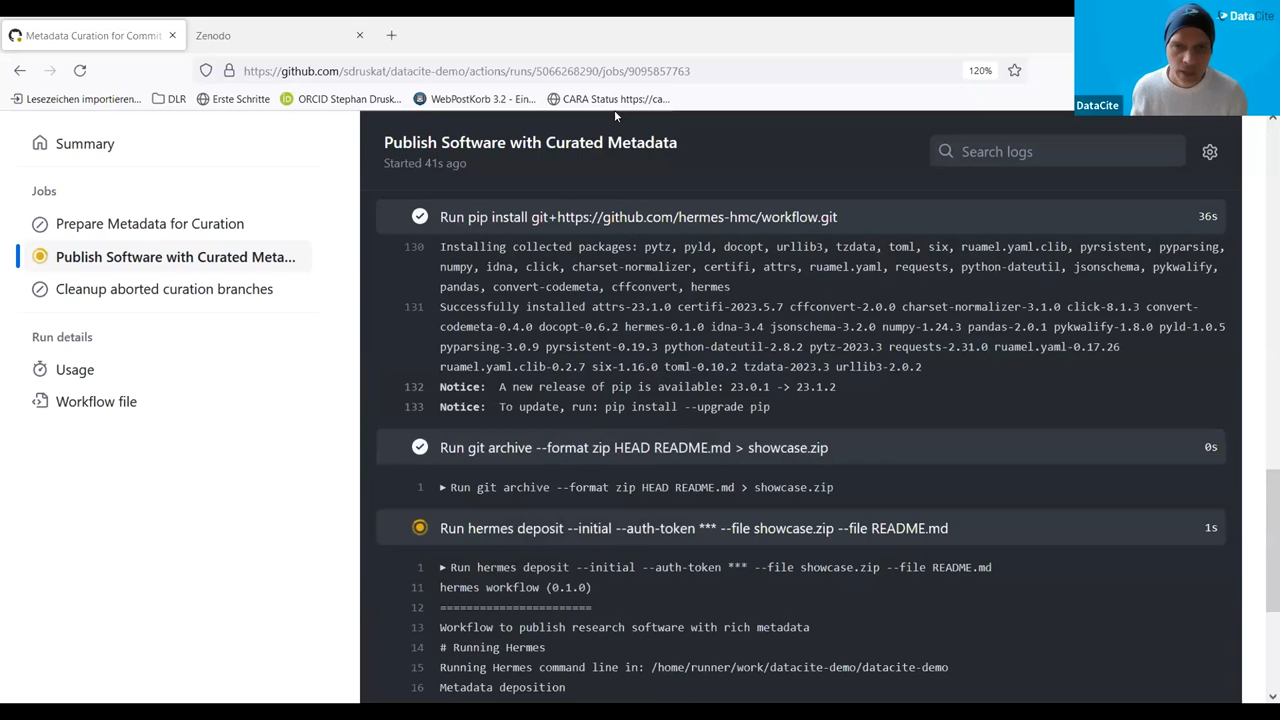 Metadata Curation for Commit
Zenodo
https://github.com/sdruskat/datacite-demo/actions/runs/5066268290/jobs/9095857763
120%
DataCite
DataCite
Lesezeichen importieren...
DLR
Erste Schritte
ORCID Stephan Drusk...
WebPostKorb 3.2 - Ein...
CARA Status https://ca...
Summary
Jobs
Prepare Metadata for Curation
Publish Software with Curated Meta...
Cleanup aborted curation branches
Run details
Usage
Workflow file
Publish Software with Curated Metadata
Started 41s ago
Search logs
Run pip install git+https://github.com/hermes-hmc/workflow.git 36s
130 Installing collected packages: pytz, pyld, docopt, urllib3, tzdata, toml, six, ruamel.yaml.clib, pyrsistent, pyparsing,
numpy, idna, click, charset-normalizer, certifi, attrs, ruamel.yaml, requests, python-dateutil, jsonschema, pykwalify,
pandas, convert-codemeta, cffconvert, hermes
131 Successfully installed attrs-23.1.0 certifi-2023.5.7 cffconvert-2.0.0 charset-normalizer-3.1.0 click-8.1.3 convert-
codemeta-0.4.0 docopt-0.6.2 hermes-0.1.0 idna-3.4 jsonschema-3.2.0 numpy-1.24.3 pandas-2.0.1 pykwalify-1.8.0 pyld-1.0.5
pyparsing-3.0.9 pyrsistent-0.19.3 python-dateutil-2.8.2 pytz-2023.3 requests-2.31.0 ruamel.yaml-0.17.26
ruamel.yaml.clib-0.2.7 six-1.16.0 toml-0.10.2 tzdata-2023.3 urllib3-2.0.2
132 Notice: A new release of pip is available: 23.0.1 -> 23.1.2
133 Notice: To update, run: pip install --upgrade pip
Run git archive --format zip HEAD README.md > showcase.zip 0s
1 ▶ Run git archive --format zip HEAD README.md > showcase.zip
Run hermes deposit --initial --auth-token *** --file showcase.zip --file README.md 1s
1 ▶ Run hermes deposit --initial --auth-token *** --file showcase.zip --file README.md
11 hermes workflow (0.1.0)
12 =======================
13 Workflow to publish research software with rich metadata
14 # Running Hermes
15 Running Hermes command line in: /home/runner/work/datacite-demo/datacite-demo
16 Metadata deposition